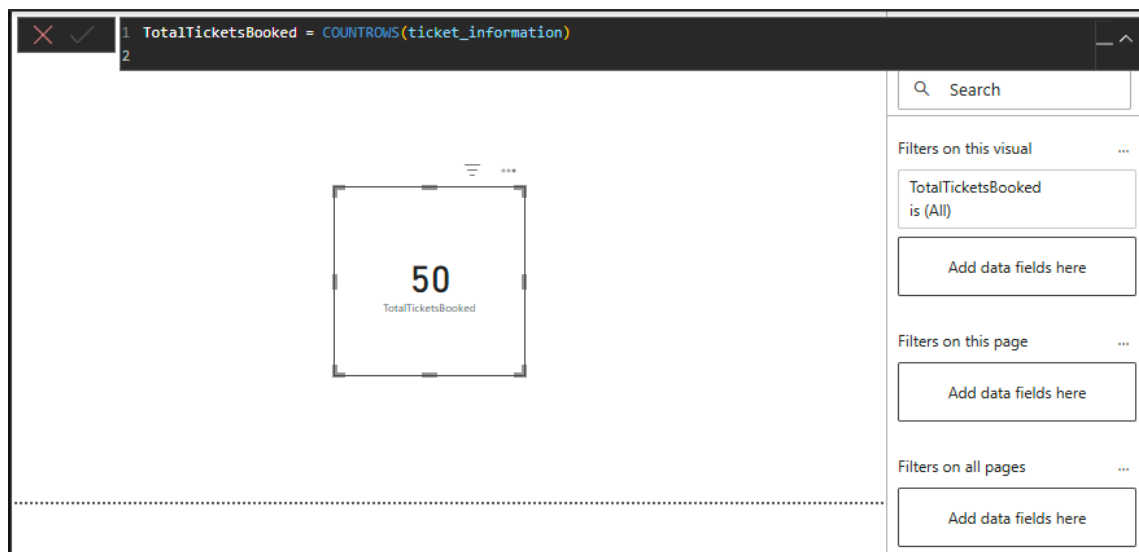 1 TotalTicketsBooked = COUNTROWS(ticket_information)
2
Search
Filters on this visual ...
TotalTicketsBooked
is (All)
Add data fields here
50
TotalTicketsBooked
Filters on this page ...
Add data fields here
Filters on all pages ...
Add data fields here